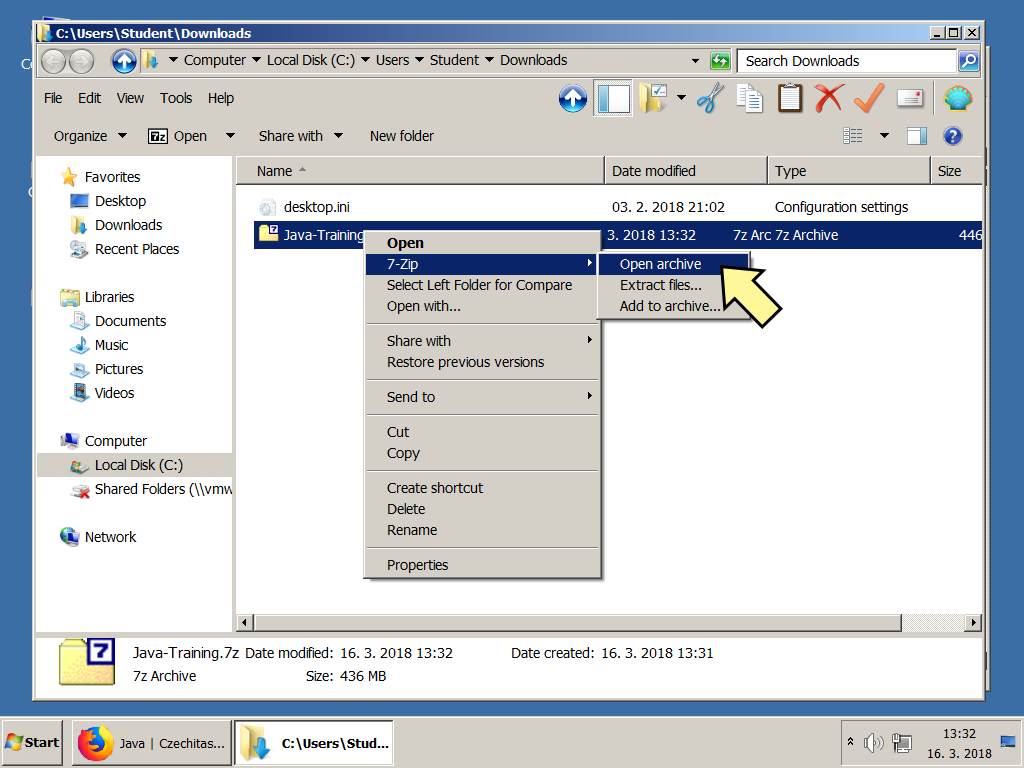 C:\Users\Student\Downloads
Computer Local Disk (C:) Users Student Downloads
Search Downloads
File Edit View Tools Help
Organize 7z Open Share with New folder
Name Date modified Type Size
desktop.ini 03. 2. 2018 21:02 Configuration settings
Java-Training 3. 2018 13:32 7z Arc 7z Archive 446
Favorites
Desktop
Downloads
Recent Places
Libraries
Documents
Music
Pictures
Videos
Computer
Local Disk (C:)
Shared Folders (\\vmw
Network
Open
7-Zip
Select Left Folder for Compare
Open with...
Share with
Restore previous versions
Send to
Cut
Copy
Create shortcut
Delete
Rename
Properties
Open archive
Extract files...
Add to archive...
7
Java-Training.7z Date modified: 16. 3. 2018 13:32 Date created: 16. 3. 2018 13:31
7z Archive Size: 436 MB
Start
Java | Czechitas...
C:\Users\Stud...
13:32
16. 3. 2018